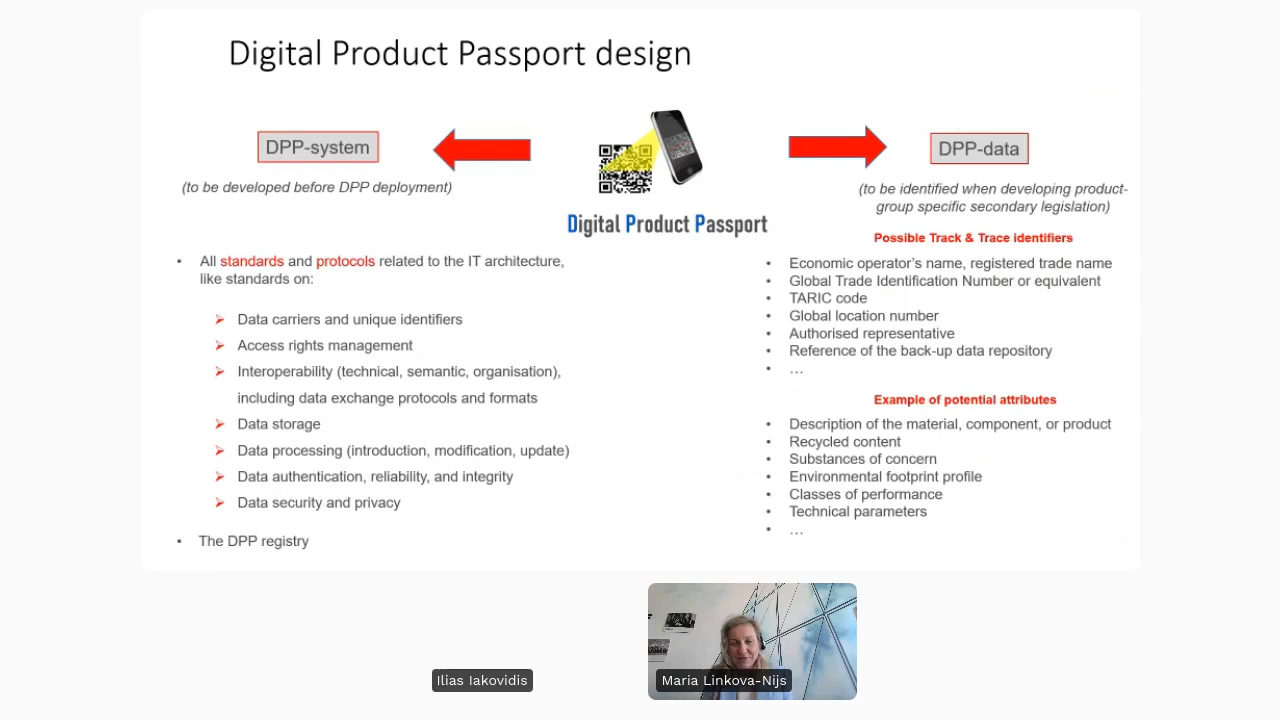 Digital Product Passport design
DPP-system
(to be developed before DPP deployment)
• All standards and protocols related to the IT architecture,
like standards on:
➢ Data carriers and unique identifiers
➢ Access rights management
➢ Interoperability (technical, semantic, organisation),
including data exchange protocols and formats
➢ Data storage
➢ Data processing (introduction, modification, update)
➢ Data authentication, reliability, and integrity
➢ Data security and privacy
• The DPP registry
Digital Product Passport
DPP-data
(to be identified when developing product-
group specific secondary legislation)
Possible Track & Trace identifiers
• Economic operator's name, registered trade name
• Global Trade Identification Number or equivalent
• TARIC code
• Global location number
• Authorised representative
• Reference of the back-up data repository
• …
Example of potential attributes
• Description of the material, component, or product
• Recycled content
• Substances of concern
• Environmental footprint profile
• Classes of performance
• Technical parameters
• …
Ilias Iakovidis
Maria Linkova-Nijs